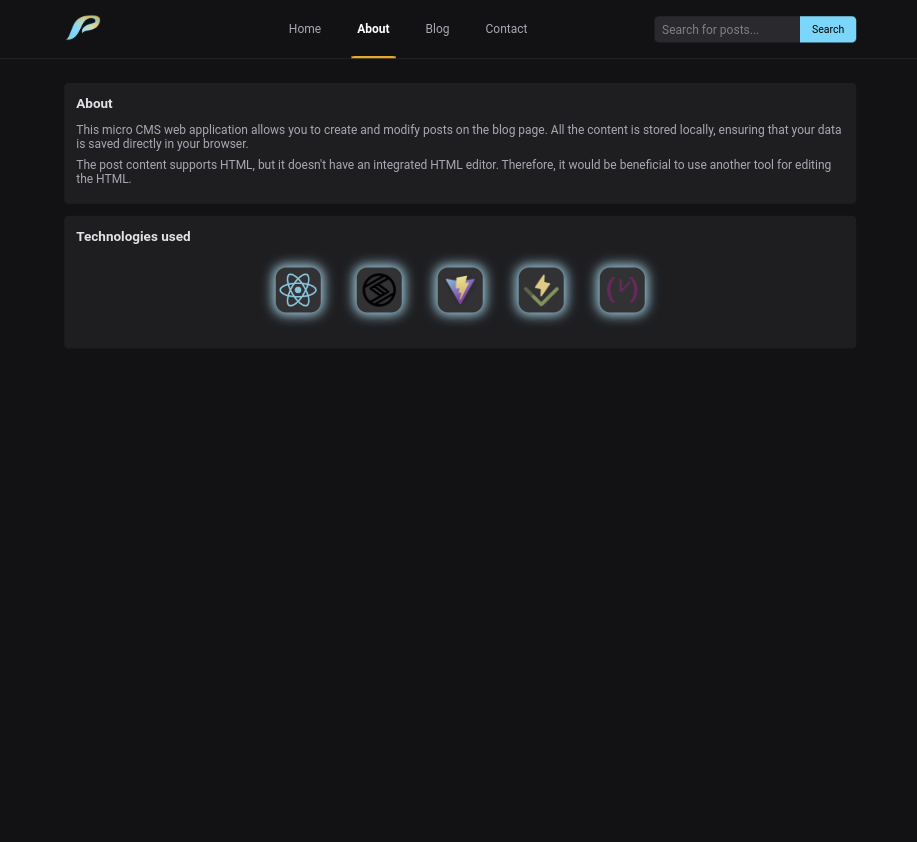 Home
About
Blog
Contact
Search for posts...
Search
About
This micro CMS web application allows you to create and modify posts on the blog page. All the content is stored locally, ensuring that your data
is saved directly in your browser.
The post content supports HTML, but it doesn't have an integrated HTML editor. Therefore, it would be beneficial to use another tool for editing
the HTML.
Technologies used